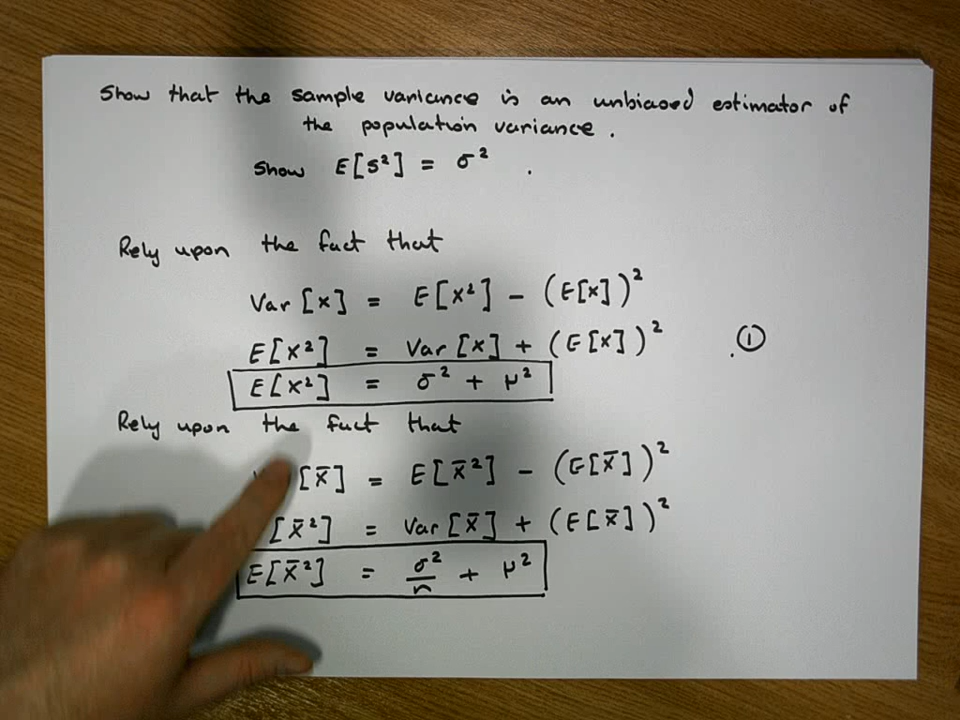 Show that the sample variance is an unbiased estimator of
the population variance.
Show E[s²] = σ².
Rely upon the fact that
Var[x] = E[x²] - (E[x])²
E[x²] = Var[x] + (E[x])² ①
E[x²] = σ² + μ²
Rely upon the fact that
[x̄] = E[x̄²] - (E[x̄])²
[x̄²] = Var[x̄] + (E[x̄])²
E[x̄²] = σ²/n + μ²